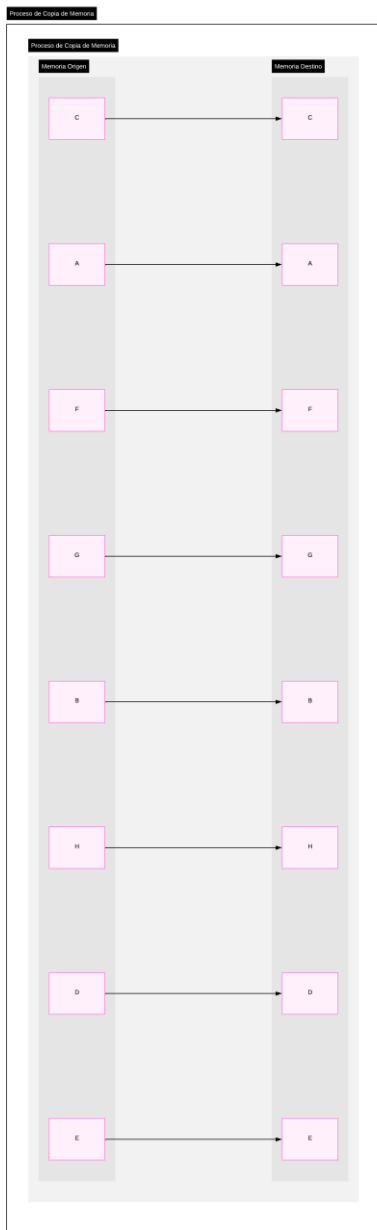 Proceso de Copia de Memoria
Proceso de Copia de Memoria
Memoria Origen
Memoria Destino
C
C
A
A
F
F
G
G
B
B
H
H
D
D
E
E